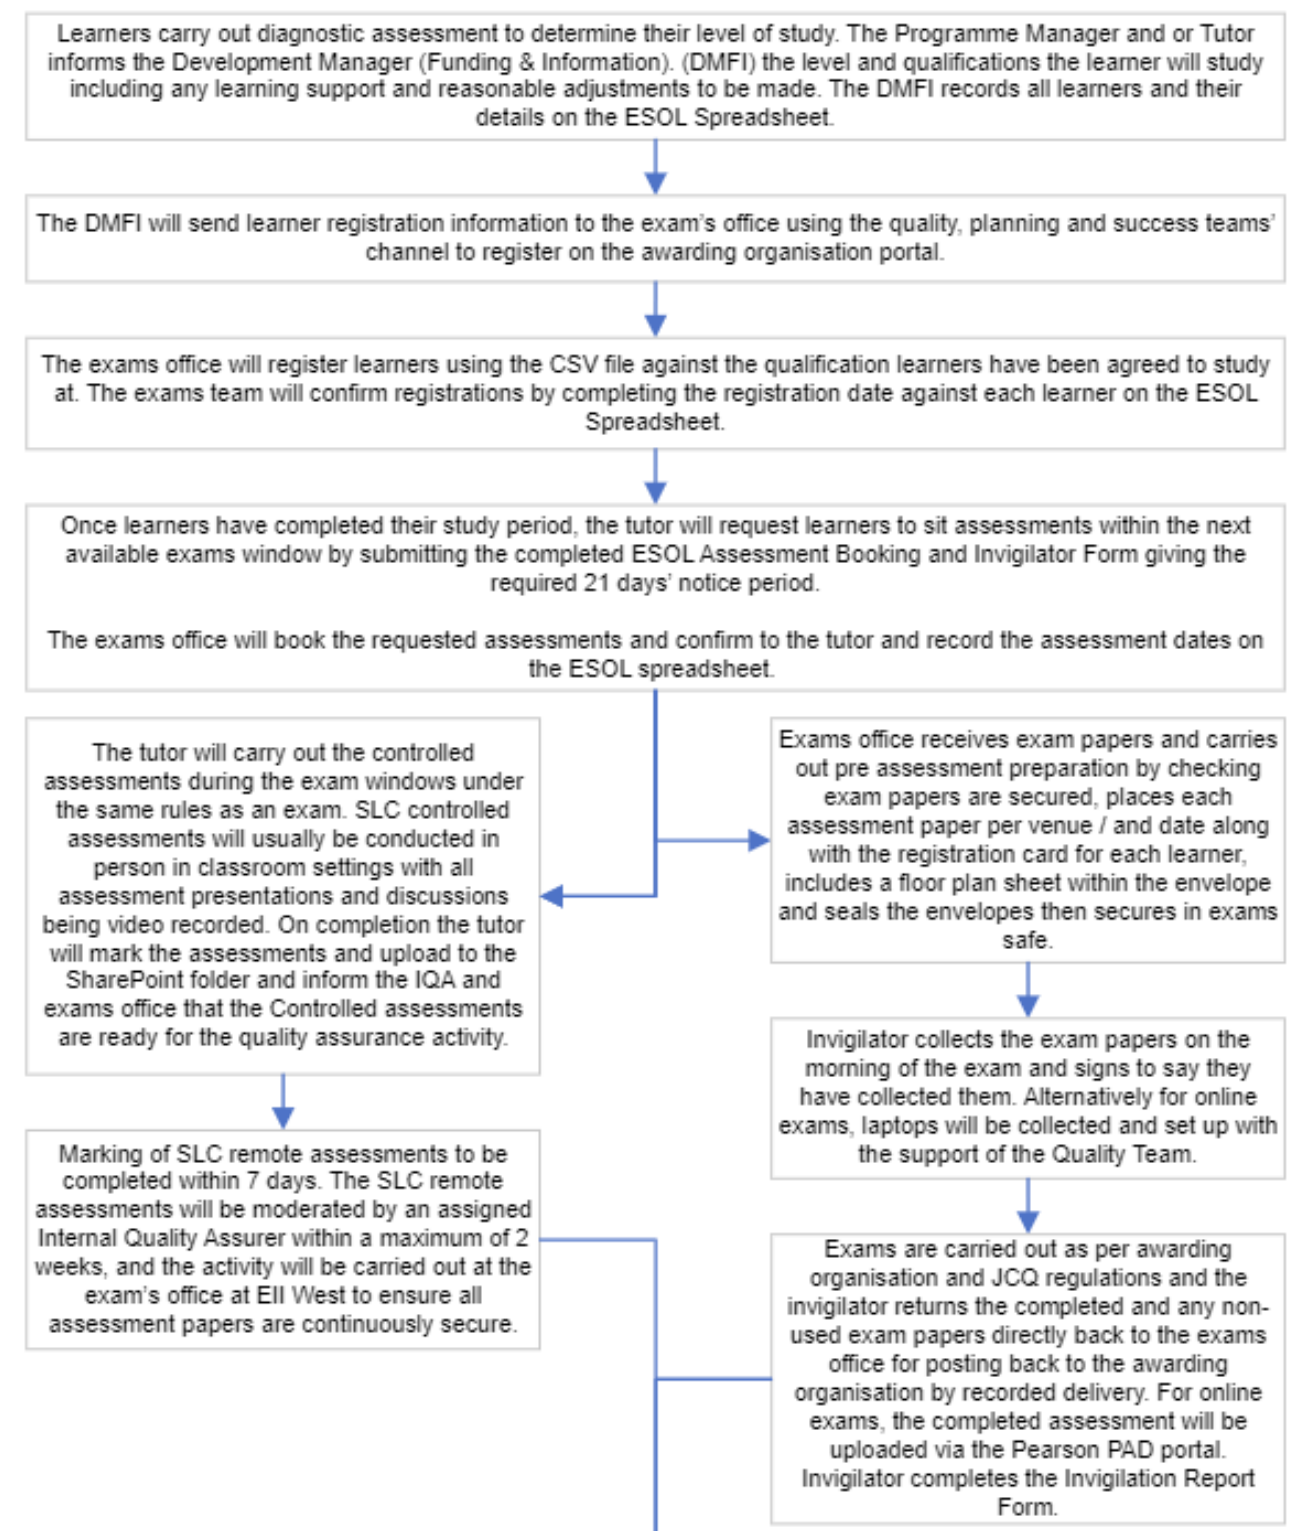 Learners carry out diagnostic assessment to determine their level of study. The Programme Manager and or Tutor
informs the Development Manager (Funding & Information). (DMFI) the level and qualifications the learner will study
including any learning support and reasonable adjustments to be made. The DMFI records all learners and their
details on the ESOL Spreadsheet.
The DMFI will send learner registration information to the exam's office using the quality, planning and success teams'
channel to register on the awarding organisation portal.
The exams office will register learners using the CSV file against the qualification learners have been agreed to study
at. The exams team will confirm registrations by completing the registration date against each learner on the ESOL
Spreadsheet.
Once learners have completed their study period, the tutor will request learners to sit assessments within the next
available exams window by submitting the completed ESOL Assessment Booking and Invigilator Form giving the
required 21 days' notice period.
The exams office will book the requested assessments and confirm to the tutor and record the assessment dates on
the ESOL spreadsheet.
The tutor will carry out the controlled
assessments during the exam windows under
the same rules as an exam. SLC controlled
assessments will usually be conducted in
person in classroom settings with all
assessment presentations and discussions
being video recorded. On completion the tutor
will mark the assessments and upload to the
SharePoint folder and inform the IQA and
exams office that the Controlled assessments
are ready for the quality assurance activity.
Marking of SLC remote assessments to be
completed within 7 days. The SLC remote
assessments will be moderated by an assigned
Internal Quality Assurer within a maximum of 2
weeks, and the activity will be carried out at the
exam's office at EII West to ensure all
assessment papers are continuously secure.
Exams office receives exam papers and carries
out pre assessment preparation by checking
exam papers are secured, places each
assessment paper per venue / and date along
with the registration card for each learner,
includes a floor plan sheet within the envelope
and seals the envelopes then secures in exams
safe.
Invigilator collects the exam papers on the
morning of the exam and signs to say they
have collected them. Alternatively for online
exams, laptops will be collected and set up with
the support of the Quality Team.
Exams are carried out as per awarding
organisation and JCQ regulations and the
invigilator returns the completed and any non-
used exam papers directly back to the exams
office for posting back to the awarding
organisation by recorded delivery. For online
exams, the completed assessment will be
uploaded via the Pearson PAD portal.
Invigilator completes the Invigilation Report
Form.